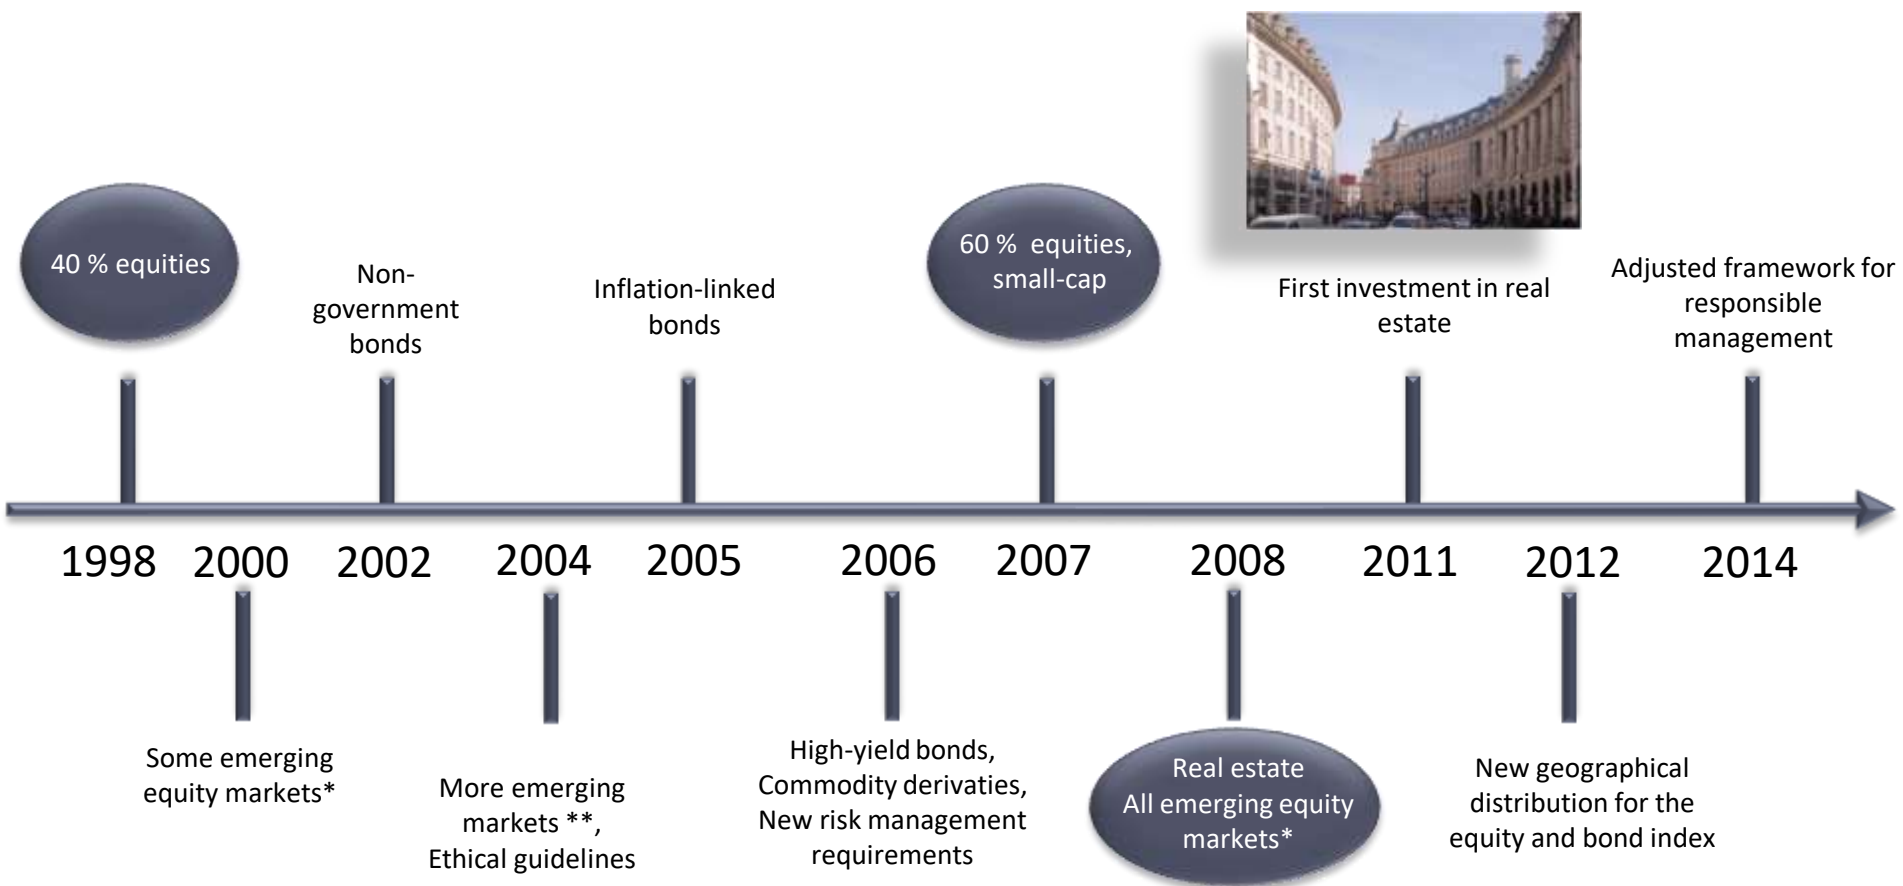 40 % equities
Non-
government
bonds
Inflation-linked
bonds
60 %  equities,
small-cap
First investment in real
estate
Adjusted framework for
responsible
management
1998
2000
2002
2004
2005
2006
2007
2008
2011
2012
2014
Some emerging
equity markets*
More emerging
markets **,
Ethical guidelines
High-yield bonds,
Commodity derivaties,
New risk management
requirements
Real estate
All emerging equity
markets*
New geographical
distribution for the
equity and bond index